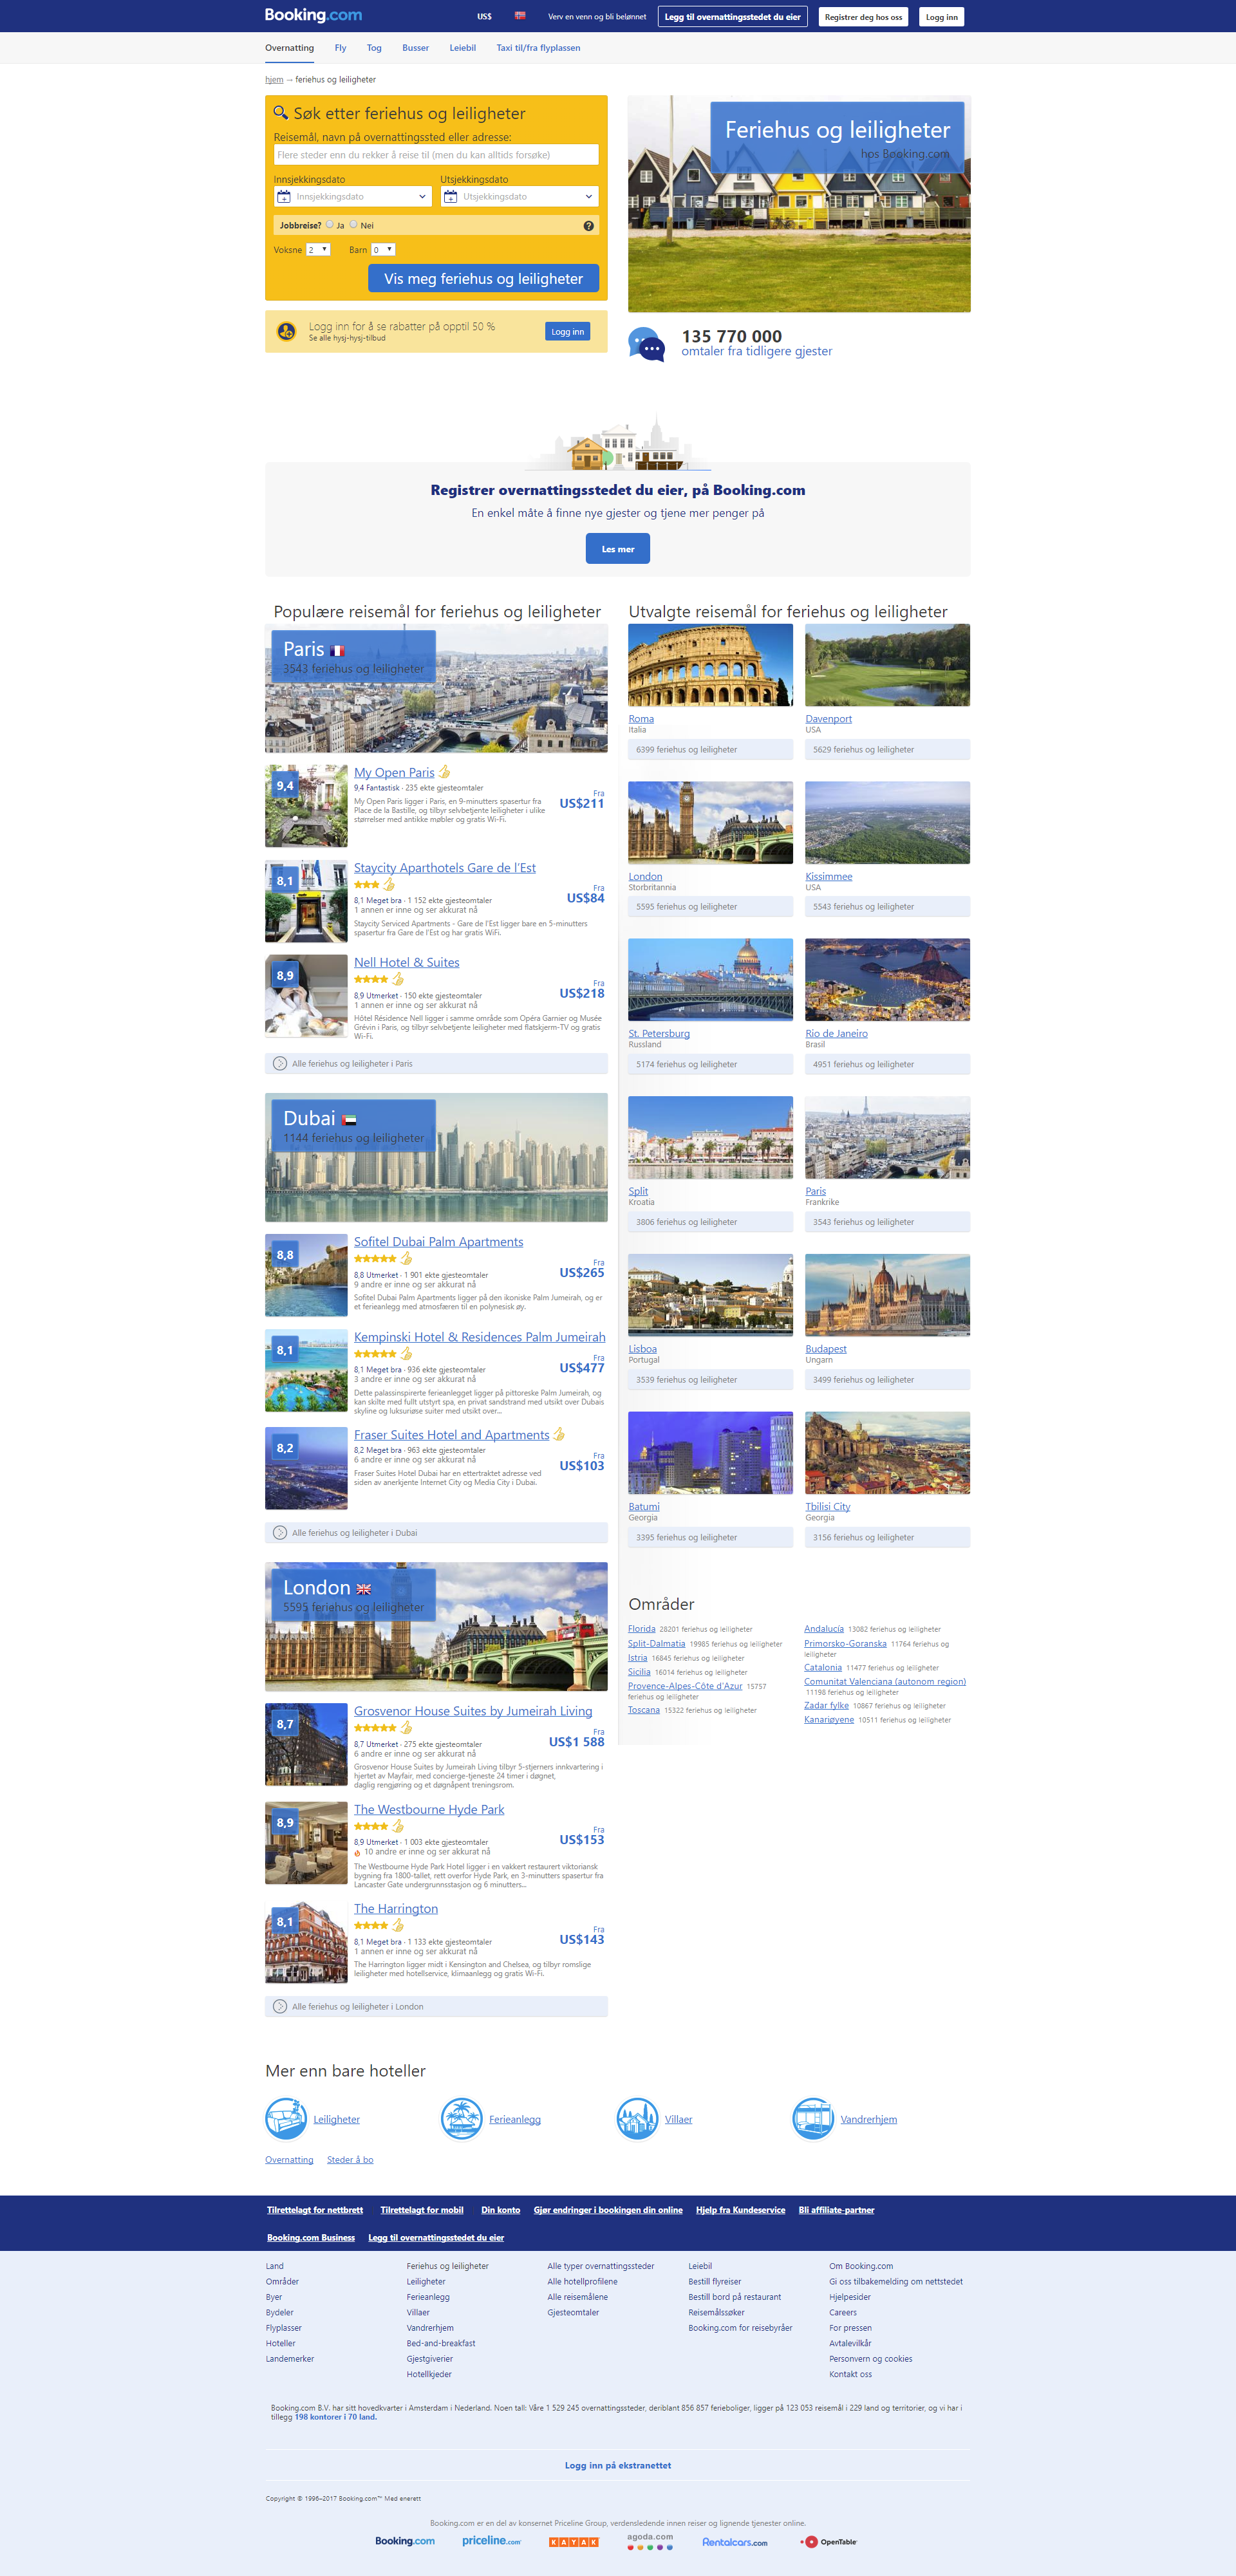 Booking.com
US$
Verv en venn og bli belønnet
Legg til overnattingsstedet du eier
Registrer deg hos oss
Logg inn
Overnatting
Fly
Tog
Busser
Leiebil
Taxi til/fra flyplassen
hjem → feriehus og leiligheter
Søk etter feriehus og leiligheter
Reisemål, navn på overnattingssted eller adresse:
Flere steder enn du rekker å reise til (men du kan alltids forsøke)
Innsjekkingsdato
Utsjekkingsdato
Innsjekkingsdato
Utsjekkingsdato
Jobbreise? Ja Nei
Voksne 2 Barn 0
Vis meg feriehus og leiligheter
Logg inn for å se rabatter på opptil 50 %
Se alle hysj-hysj-tilbud
Logg inn
Feriehus og leiligheter
hos Booking.com
135 770 000
omtaler fra tidligere gjester
Registrer overnattingsstedet du eier, på Booking.com
En enkel måte å finne nye gjester og tjene mer penger på
Les mer
Populære reisemål for feriehus og leiligheter
Paris
3543 feriehus og leiligheter
9,4
My Open Paris
9,4 Fantastisk · 235 ekte gjesteomtaler
My Open Paris ligger i Paris, en 9-minutters spasertur fra
Place de la Bastille, og tilbyr selvbetjente leiligheter i ulike
størrelser med antikke møbler og gratis Wi-Fi.
Fra
US$211
8,1
Staycity Aparthotels Gare de l'Est
8,1 Meget bra · 1 152 ekte gjesteomtaler
1 annen er inne og ser akkurat nå
Staycity Serviced Apartments - Gare de l'Est ligger bare en 5-minutters
spasertur fra Gare de l'Est og har gratis WiFi.
Fra
US$84
8,9
Nell Hotel & Suites
8,9 Utmerket · 150 ekte gjesteomtaler
1 annen er inne og ser akkurat nå
Hôtel Résidence Nell ligger i samme område som Opéra Garnier og Musée
Grévin i Paris, og tilbyr selvbetjente leiligheter med flatskjerm-TV og gratis
Wi-Fi.
Fra
US$218
Alle feriehus og leiligheter i Paris
Dubai
1144 feriehus og leiligheter
8,8
Sofitel Dubai Palm Apartments
8,8 Utmerket · 1 901 ekte gjesteomtaler
9 andre er inne og ser akkurat nå
Sofitel Dubai Palm Apartments ligger på den ikoniske Palm Jumeirah, og er
et ferieanlegg med atmosfæren til en polynesisk øy.
Fra
US$265
8,1
Kempinski Hotel & Residences Palm Jumeirah
8,1 Meget bra · 936 ekte gjesteomtaler
3 andre er inne og ser akkurat nå
Dette palassinspirerte ferieanlegget ligger på pittoreske Palm Jumeirah, og
kan skilte med fullt utstyrt spa, en privat sandstrand med utsikt over Dubais
skyline og luksuriøse suiter med utsikt over...
Fra
US$477
8,2
Fraser Suites Hotel and Apartments
8,2 Meget bra · 963 ekte gjesteomtaler
6 andre er inne og ser akkurat nå
Fraser Suites Hotel Dubai har en ettertraktet adresse ved
siden av anerkjente Internet City og Media City i Dubai.
Fra
US$103
Alle feriehus og leiligheter i Dubai
London
5595 feriehus og leiligheter
8,7
Grosvenor House Suites by Jumeirah Living
8,7 Utmerket · 275 ekte gjesteomtaler
6 andre er inne og ser akkurat nå
Grosvenor House Suites by Jumeirah Living tilbyr 5-stjerners innkvartering i
hjertet av Mayfair, med concierge-tjeneste 24 timer i døgnet,
daglig rengjøring og et døgnåpent treningsrom.
Fra
US$1 588
8,9
The Westbourne Hyde Park
8,9 Utmerket · 1 003 ekte gjesteomtaler
10 andre er inne og ser akkurat nå
The Westbourne Hyde Park Hotel ligger i en vakkert restaurert viktoriansk
bygning fra 1800-tallet, rett overfor Hyde Park, en 3-minutters spasertur fra
Lancaster Gate undergrunnsstasjon og 6 minutters...
Fra
US$153
8,1
The Harrington
8,1 Meget bra · 1 133 ekte gjesteomtaler
1 annen er inne og ser akkurat nå
The Harrington ligger midt i Kensington and Chelsea, og tilbyr romslige
leiligheter med hotellservice, klimaanlegg og gratis Wi-Fi.
Fra
US$143
Alle feriehus og leiligheter i London
Utvalgte reisemål for feriehus og leiligheter
Roma
Italia
6399 feriehus og leiligheter
Davenport
USA
5629 feriehus og leiligheter
London
Storbritannia
5595 feriehus og leiligheter
Kissimmee
USA
5543 feriehus og leiligheter
St. Petersburg
Russland
5174 feriehus og leiligheter
Rio de Janeiro
Brasil
4951 feriehus og leiligheter
Split
Kroatia
3806 feriehus og leiligheter
Paris
Frankrike
3543 feriehus og leiligheter
Lisboa
Portugal
3539 feriehus og leiligheter
Budapest
Ungarn
3499 feriehus og leiligheter
Batumi
Georgia
3395 feriehus og leiligheter
Tbilisi City
Georgia
3156 feriehus og leiligheter
Områder
Florida 28201 feriehus og leiligheter
Split-Dalmatia 19985 feriehus og leiligheter
Istria 16845 feriehus og leiligheter
Sicilia 16014 feriehus og leiligheter
Provence-Alpes-Côte d'Azur 15757
feriehus og leiligheter
Toscana 15322 feriehus og leiligheter
Andalucía 13082 feriehus og leiligheter
Primorsko-Goranska 11764 feriehus og
leiligheter
Catalonia 11477 feriehus og leiligheter
Comunitat Valenciana (autonom region)
11198 feriehus og leiligheter
Zadar fylke 10867 feriehus og leiligheter
Kanariøyene 10511 feriehus og leiligheter
Mer enn bare hoteller
Leiligheter
Ferieanlegg
Villaer
Vandrerhjem
Overnatting
Steder å bo
Tilrettelagt for nettbrett
Tilrettelagt for mobil
Din konto
Gjør endringer i bookingen din online
Hjelp fra Kundeservice
Bli affiliate-partner
Booking.com Business
Legg til overnattingsstedet du eier
Land
Områder
Byer
Bydeler
Flyplasser
Hoteller
Landemerker
Feriehus og leiligheter
Leiligheter
Ferieanlegg
Villaer
Vandrerhjem
Bed-and-breakfast
Gjestgiverier
Hotellkjeder
Alle typer overnattingssteder
Alle hotellprofilene
Alle reisemålene
Gjesteomtaler
Leiebil
Bestill flyreiser
Bestill bord på restaurant
Reisemålssøker
Booking.com for reisebyråer
Om Booking.com
Gi oss tilbakemelding om nettstedet
Hjelpesider
Careers
For pressen
Avtalevilkår
Personvern og cookies
Kontakt oss
Booking.com B.V. har sitt hovedkvarter i Amsterdam i Nederland. Noen tall: Våre 1 529 245 overnattingssteder, deriblant 856 857 ferieboliger, ligger på 123 053 reisemål i 229 land og territorier, og vi har i
tillegg 198 kontorer i 70 land.
Logg inn på ekstranettet
Copyright © 1996–2017 Booking.com™ Med enerett
Booking.com er en del av konsernet Priceline Group, verdensledende innen reiser og lignende tjenester online.
Booking.com
priceline.com
KAYAK
agoda.com
Rentalcars.com
OpenTable